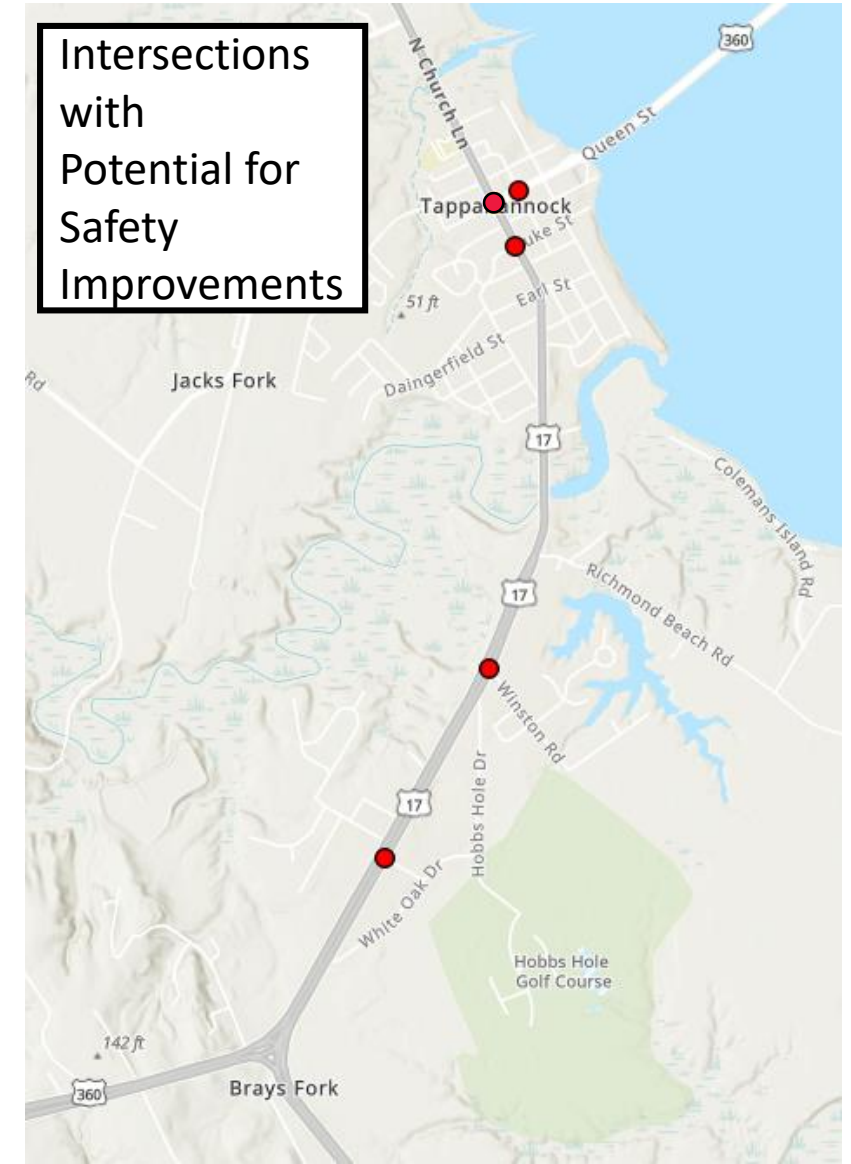 Intersections
with
Potential for
Safety
Improvements
N Church Ln
360
Queen St
Tappahannock
Duke St
Earl St
51 ft
Daingerfield St
Jacks Fork
Rd
17
Colemans Island Rd
17
Richmond Beach Rd
Winston Rd
Hobbs Hole Dr
17
White Oak Dr
Hobbs Hole
Golf Course
142 ft
360
Brays Fork